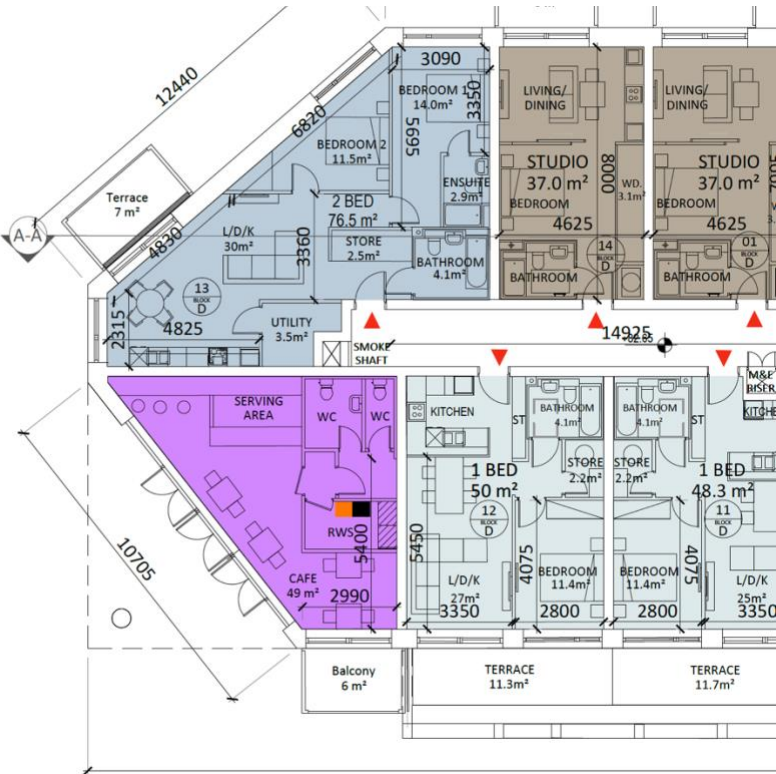 12440
6820
3090
BEDROOM 1
14.0m²
3350
5695
BEDROOM 2
11.5m²
ENSUITE
2.9m²
LIVING/
DINING
STUDIO
37.0 m²
8000
WD.
3.1m²
BEDROOM
4625
14
BLOCK
D
BATHROOM
LIVING/
DINING
STUDIO
37.0 m²
BEDROOM
4625
01
BLOCK
D
BATHROOM
Terrace
7 m²
A-A
4830
2 BED
76.5 m²
L/D/K
30m²
3360
STORE
2.5m²
BATHROOM
4.1m²
13
BLOCK
D
2315
4825
UTILITY
3.5m²
SMOKE
SHAFT
14925
M&E
RISER
SERVING
AREA
WC
WC
RWS
5400
CAFE
49 m²
2990
10705
KITCHEN
ST
BATHROOM
4.1m²
STORE
2.2m²
1 BED
50 m²
12
BLOCK
D
5450
4075
L/D/K
27m²
3350
BEDROOM
11.4m²
2800
BATHROOM
4.1m²
ST
STORE
2.2m²
1 BED
48.3 m²
11
BLOCK
D
4075
BEDROOM
11.4m²
2800
L/D/K
25m²
3350
Balcony
6 m²
TERRACE
11.3m²
TERRACE
11.7m²